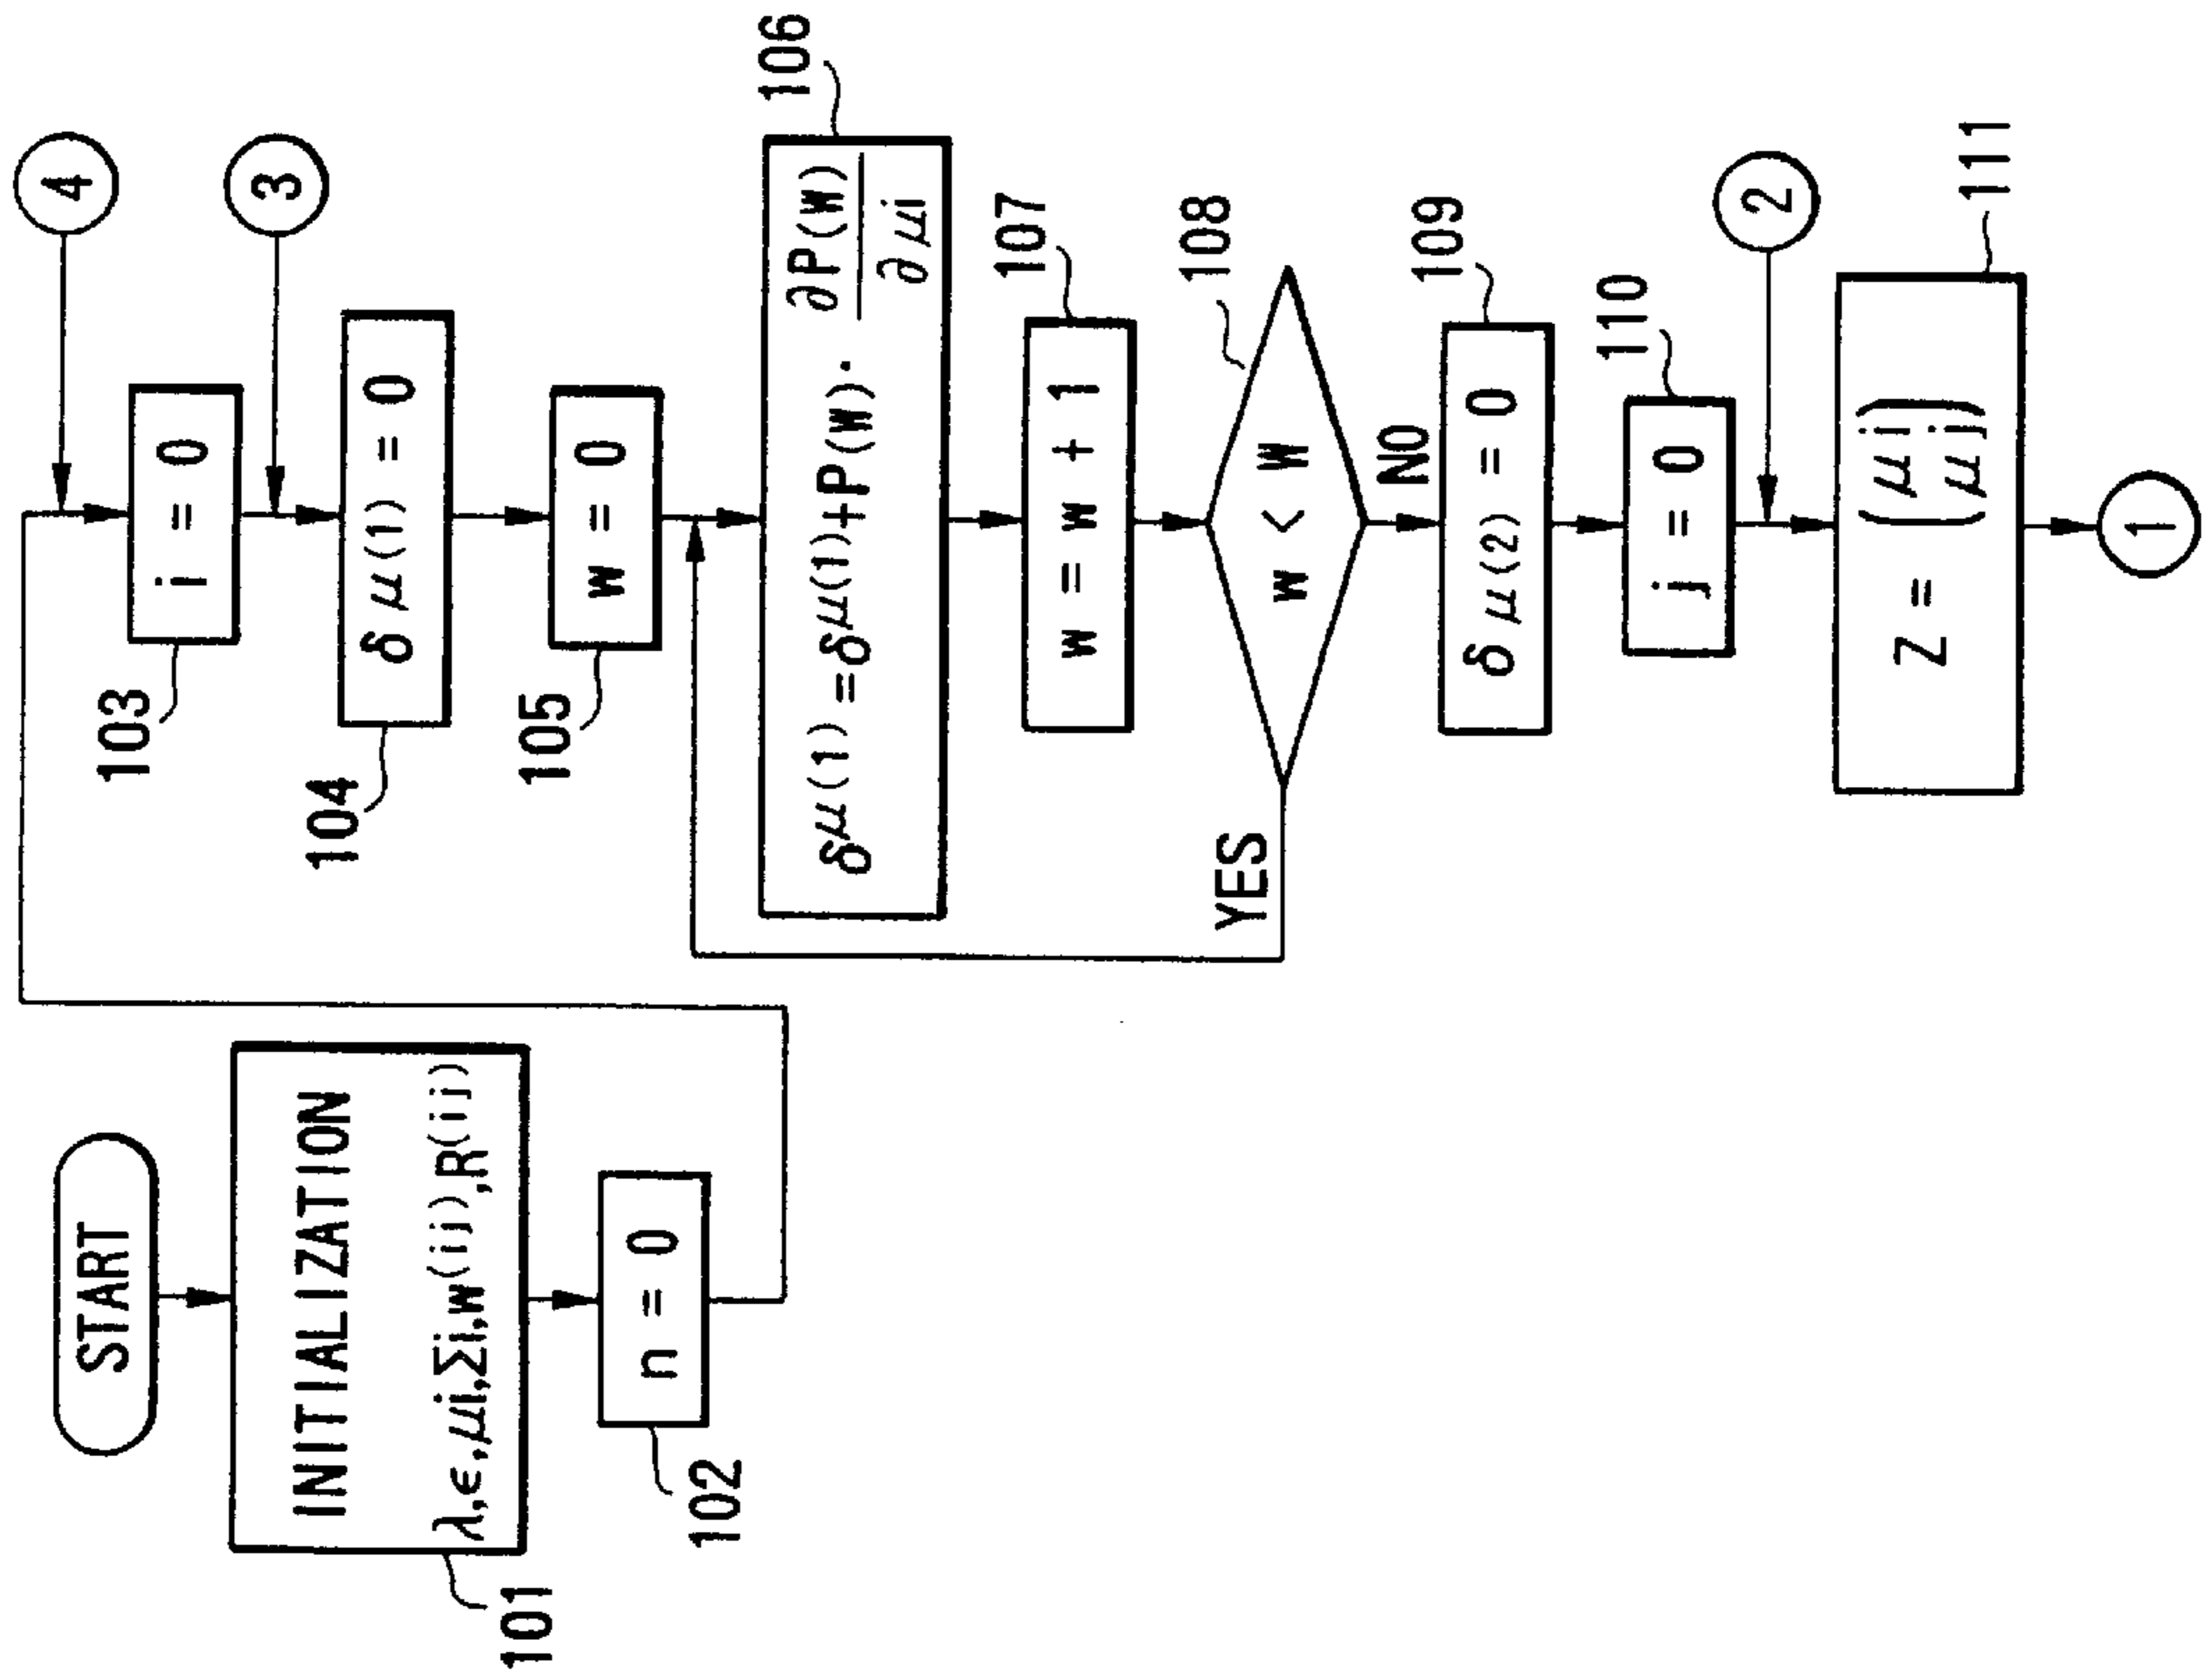 START
INITIALIZATION
λ,ϵ,μi,Σi,w(ij),R(ij)
101
n = 0
102
4
i = 0
103
3
δμ(1) = 0
104
w = 0
105
δμ(1) = δμ(1)+P(W)· ∂P(W)/∂μi
106
w = w + 1
107
w < W
108
YES
NO
δμ(2) = 0
109
j = 0
110
2
Z = (μi
μj)
111
1